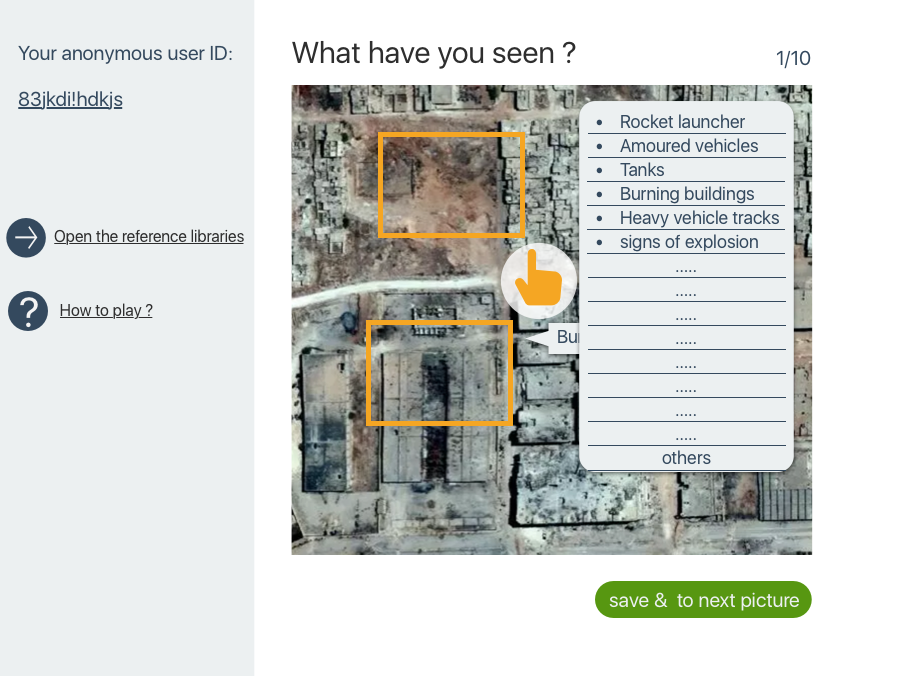 Your anonymous user ID:
83jkdi!hdkjs
Open the reference libraries
How to play ?
What have you seen ?
1/10
Rocket launcher
Amoured vehicles
Tanks
Burning buildings
Heavy vehicle tracks
signs of explosion
.....
.....
.....
.....
.....
.....
.....
.....
others
save &  to next picture